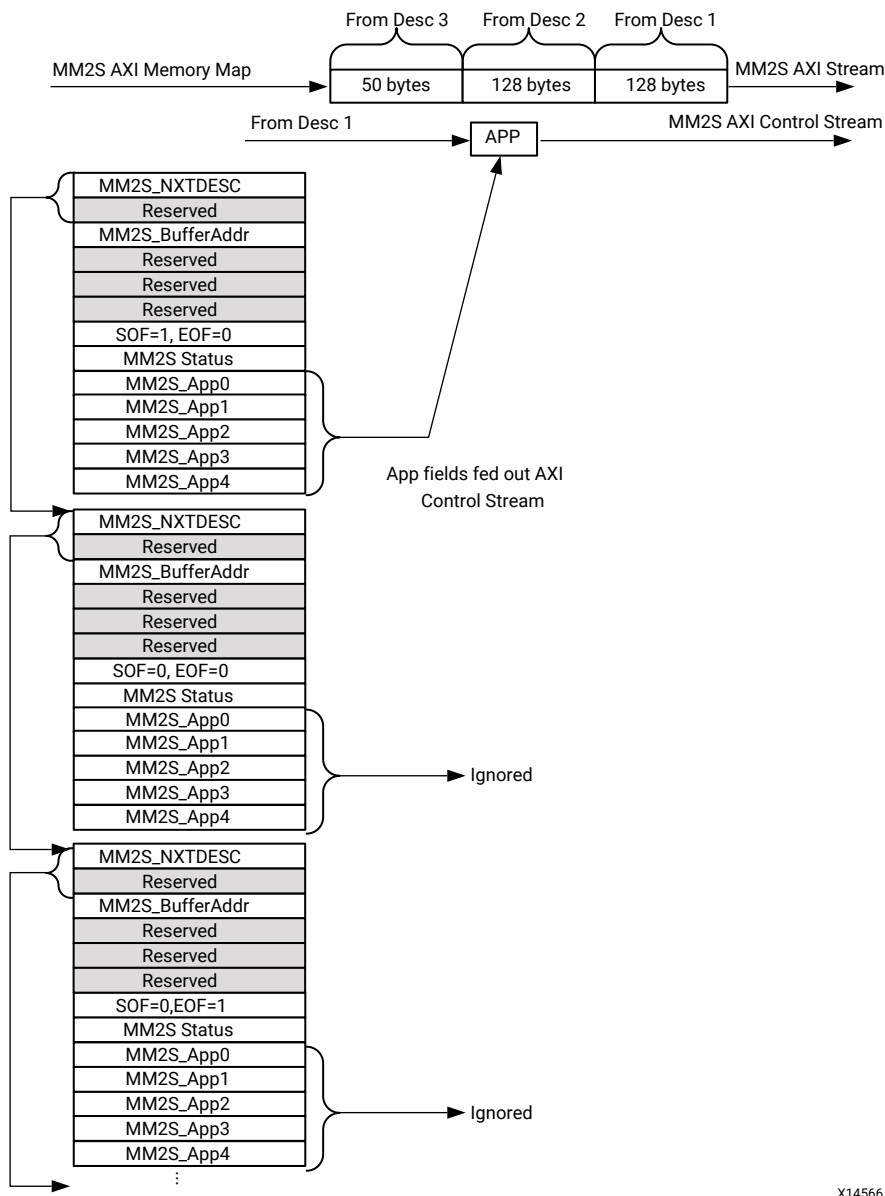 From Desc 3 From Desc 2 From Desc 1
MM2S AXI Memory Map 50 bytes 128 bytes 128 bytes MM2S AXI Stream
From Desc 1 APP MM2S AXI Control Stream
MM2S_NXTDESC
Reserved
MM2S_BufferAddr
Reserved
Reserved
Reserved
SOF=1, EOF=0
MM2S Status
MM2S_App0
MM2S_App1
MM2S_App2
MM2S_App3
MM2S_App4
App fields fed out AXI
Control Stream
MM2S_NXTDESC
Reserved
MM2S_BufferAddr
Reserved
Reserved
Reserved
SOF=0, EOF=0
MM2S Status
MM2S_App0
MM2S_App1
MM2S_App2
MM2S_App3
MM2S_App4
Ignored
MM2S_NXTDESC
Reserved
MM2S_BufferAddr
Reserved
Reserved
Reserved
SOF=0,EOF=1
MM2S Status
MM2S_App0
MM2S_App1
MM2S_App2
MM2S_App3
MM2S_App4
Ignored
...
X14566